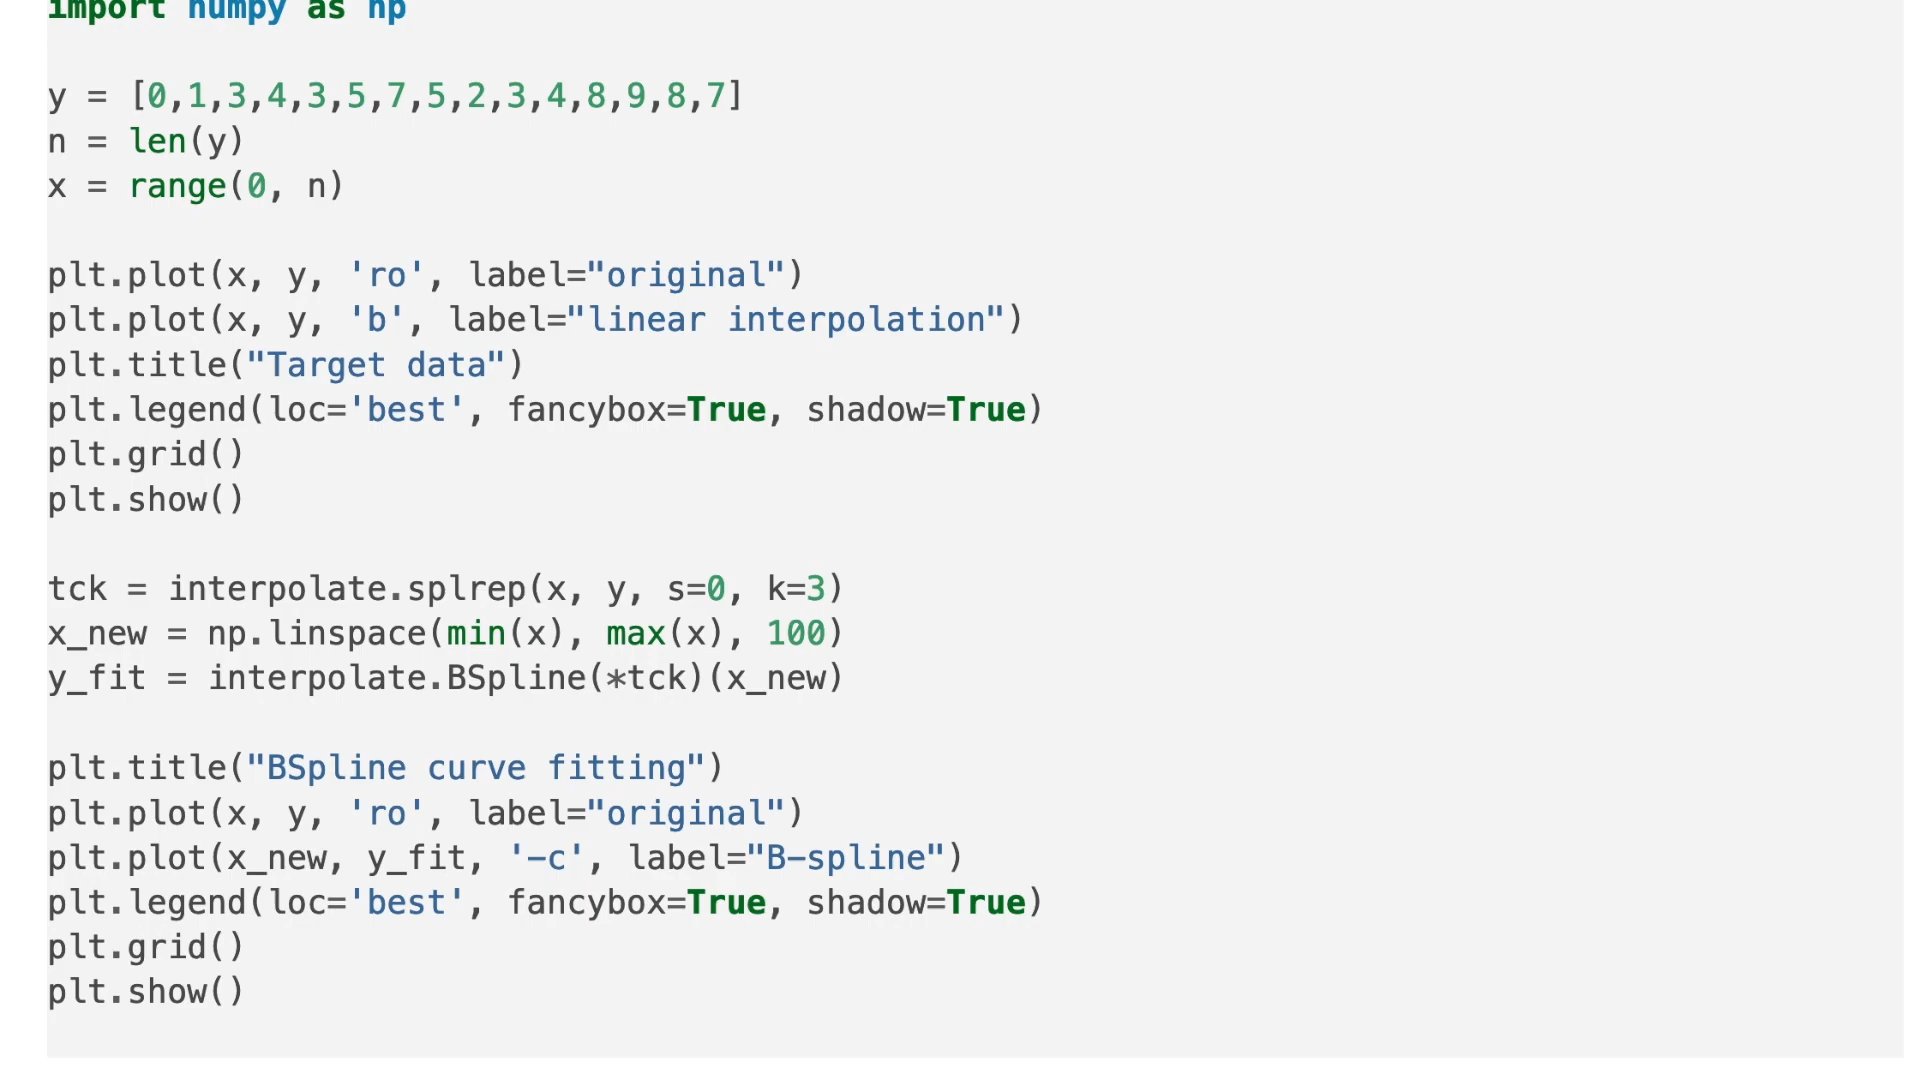 import numpy as np
y = [0,1,3,4,3,5,7,5,2,3,4,8,9,8,7]
n = len(y)
x = range(0, n)
plt.plot(x, y, 'ro', label="original")
plt.plot(x, y, 'b', label="linear interpolation")
plt.title("Target data")
plt.legend(loc='best', fancybox=True, shadow=True)
plt.grid()
plt.show()
tck = interpolate.splrep(x, y, s=0, k=3)
x_new = np.linspace(min(x), max(x), 100)
y_fit = interpolate.BSpline(*tck)(x_new)
plt.title("BSpline curve fitting")
plt.plot(x, y, 'ro', label="original")
plt.plot(x_new, y_fit, '-c', label="B-spline")
plt.legend(loc='best', fancybox=True, shadow=True)
plt.grid()
plt.show()